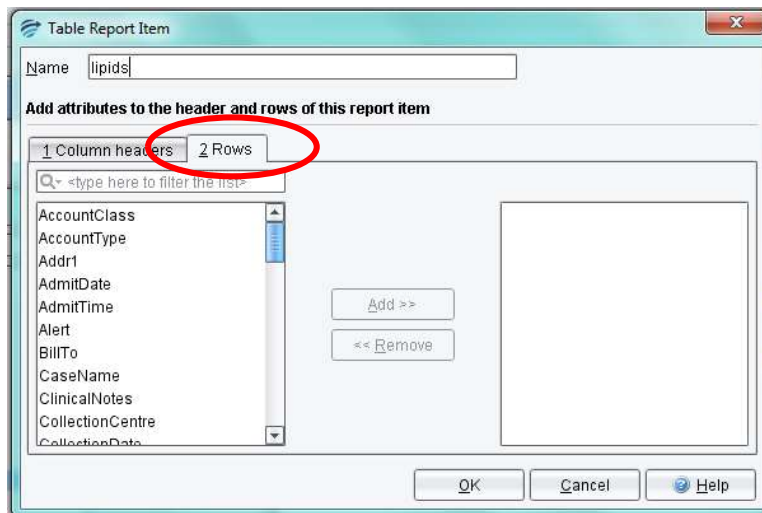 Table Report Item
Name lipids
Add attributes to the header and rows of this report item
1 Column headers 2 Rows
<type here to filter the list>
AccountClass
AccountType
Addr1
AdmitDate
AdmitTime
Alert
BillTo
CaseName
ClinicalNotes
CollectionCentre
CollectionDate
Add >>
<< Remove
OK Cancel Help